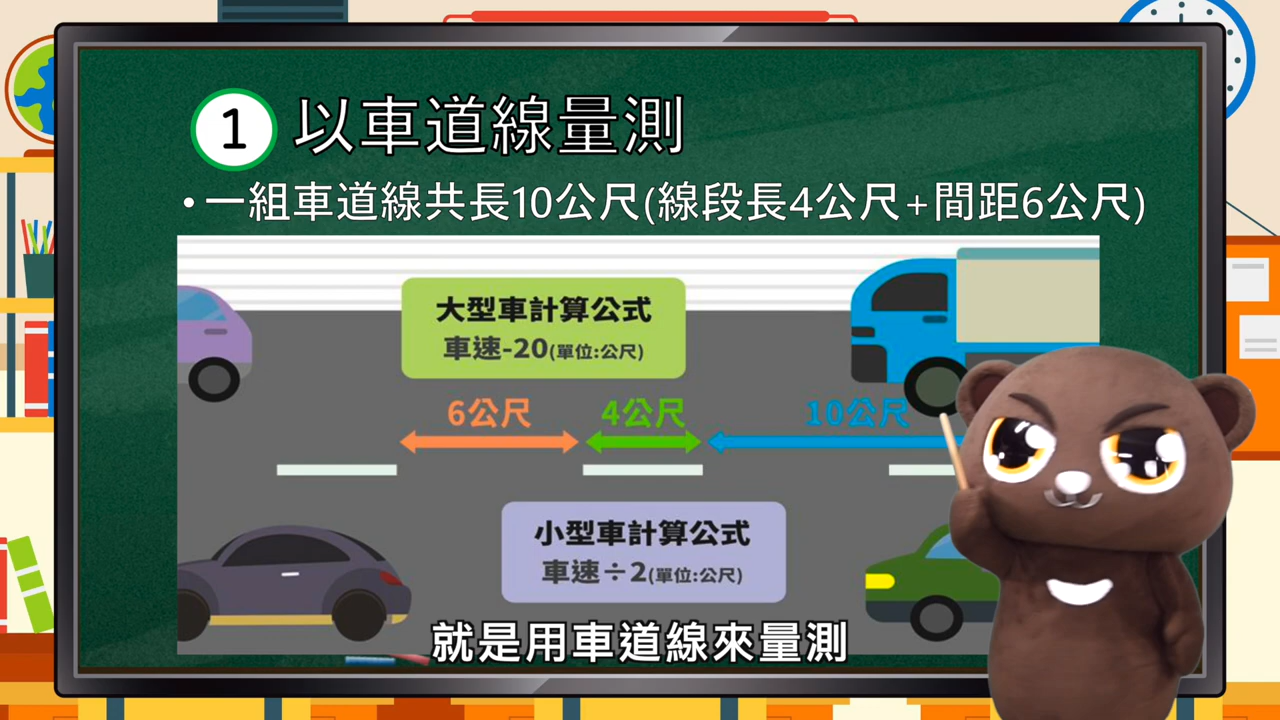 1 以車道線量測
•一組車道線共長10公尺(線段長4公尺+間距6公尺)
大型車計算公式
車速-20(單位:公尺)
6公尺
4公尺
10公尺
小型車計算公式
車速÷2(單位:公尺)
就是用車道線來量測